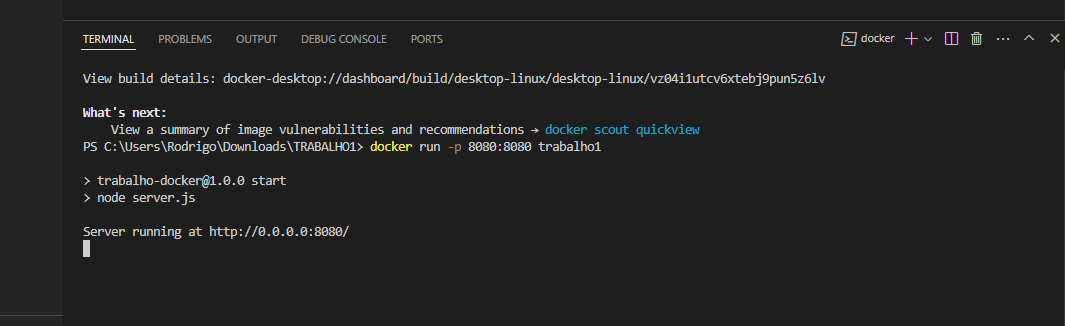 TERMINAL PROBLEMS OUTPUT DEBUG CONSOLE PORTS docker
View build details: docker-desktop://dashboard/build/desktop-linux/desktop-linux/vz04i1utcv6xtebj9pun5z6lv
What's next:
View a summary of image vulnerabilities and recommendations → docker scout quickview
PS C:\Users\Rodrigo\Downloads\TRABALHO1> docker run -p 8080:8080 trabalho1
> trabalho-docker@1.0.0 start
> node server.js
Server running at http://0.0.0.0:8080/